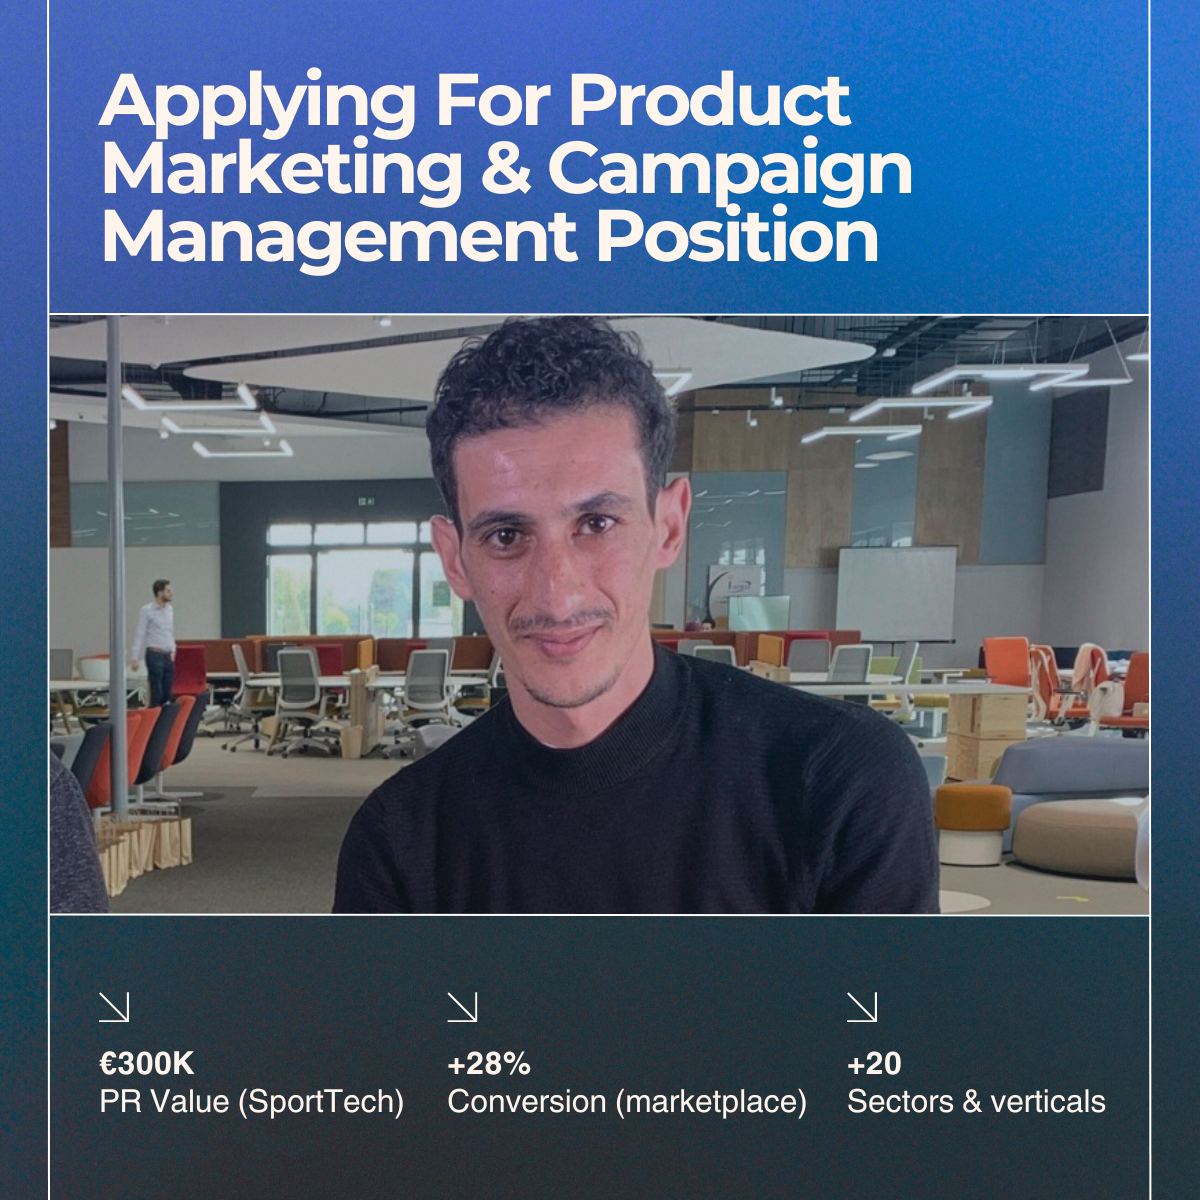 Applying For Product
Marketing & Campaign
Management Position
€300K
PR Value (SportTech)
+28%
Conversion (marketplace)
+20
Sectors & verticals